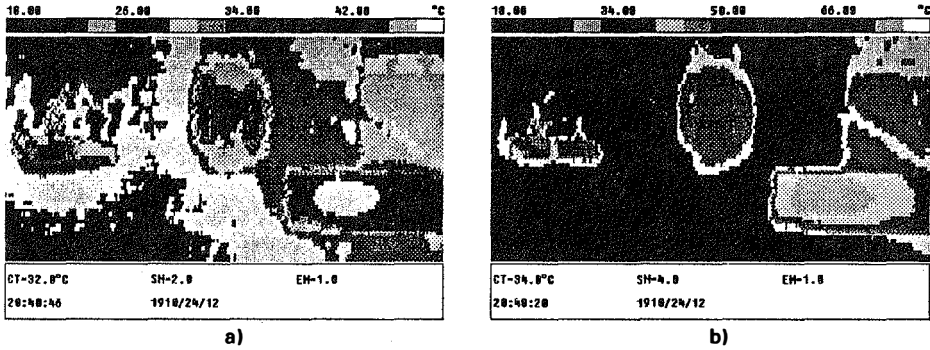 18.00 26.00 34.00 42.00 °C
CT=32.0°C SN=2.0 EM=1.0
20:40:46 1910/24/12
a)
18.00 34.00 50.00 66.00 °C
CT=34.0°C SN=4.0 EM=1.0
20:40:20 1910/24/12
b)